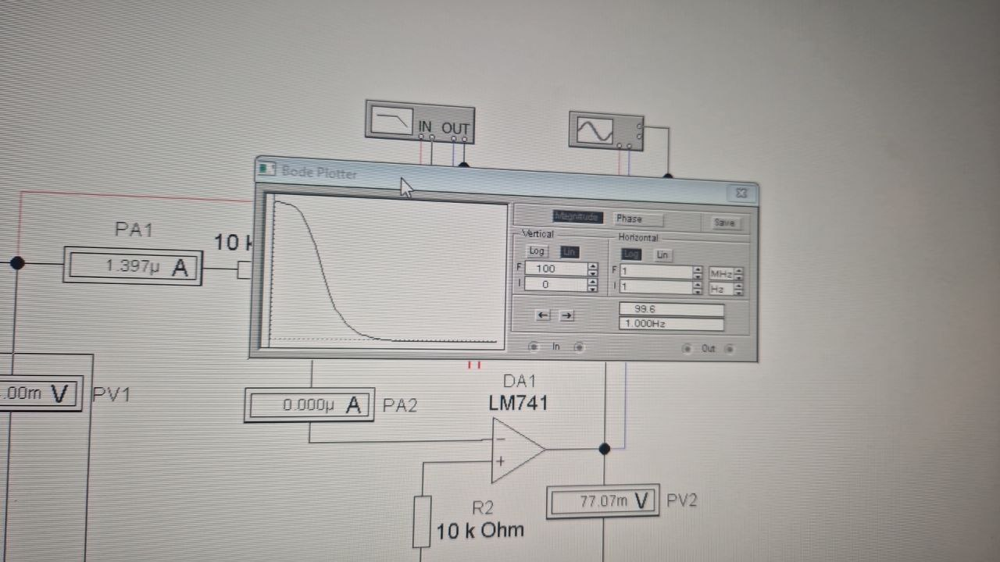 IN OUT
Bode Plotter
Magnitude Phase Save
Vertical Horizontal
Log Lin Log Lin
F 100 F 1 MHz
I 0 I 1 Hz
← → 99.6
1.000Hz
In Out
PA1
1.397µ A
10 k
.00m V PV1
0.000µ A PA2
DA1
LM741
−
+
R2
10 k Ohm
77.07m V PV2